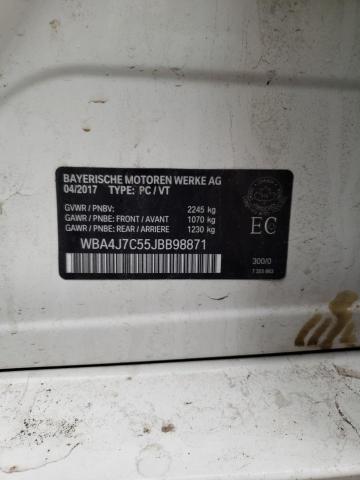 BAYERISCHE MOTOREN WERKE AG
04/2017 TYPE: PC / VT
GVWR / PNBV: 2245 kg
GAWR / PNBE: FRONT / AVANT 1070 kg
GAWR / PNBE: REAR / ARRIERE 1230 kg
WBA4J7C55JBB98871
EC
300/0